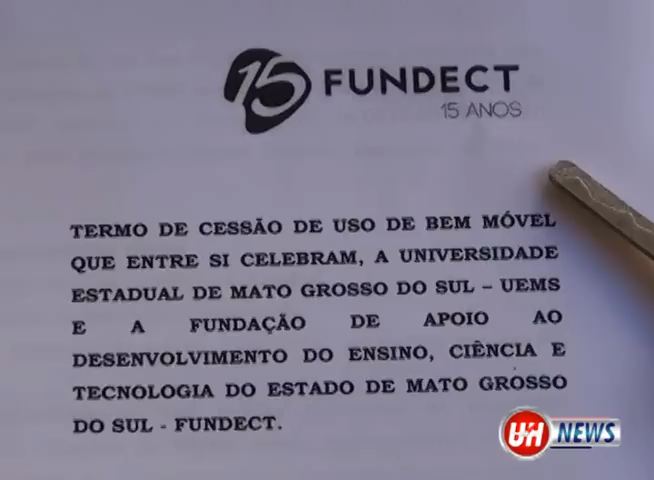 15 FUNDECT
15 ANOS
TERMO DE CESSÃO DE USO DE BEM MÓVEL
QUE ENTRE SI CELEBRAM, A UNIVERSIDADE
ESTADUAL DE MATO GROSSO DO SUL – UEMS
E A FUNDAÇÃO DE APOIO AO
DESENVOLVIMENTO DO ENSINO, CIÊNCIA E
TECNOLOGIA DO ESTADO DE MATO GROSSO
DO SUL - FUNDECT.
UH NEWS